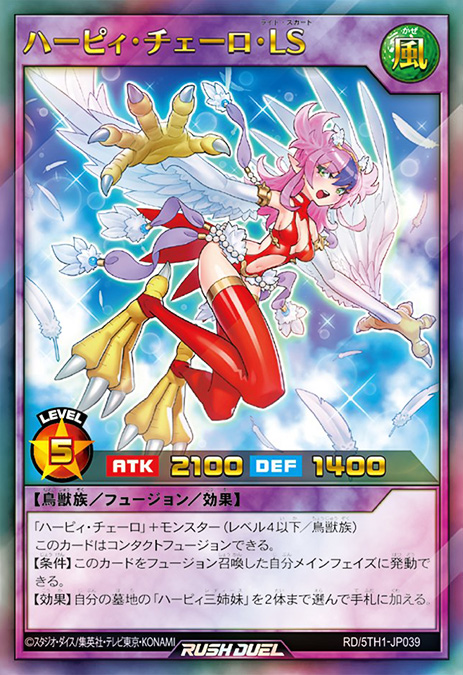 ハーピィ・チェーロ・LS
ライト・スカート
かぜ
風
LEVEL
5
ATK 2100 DEF 1400
【鳥獣族／フュージョン／効果】
「ハーピィ・チェーロ」＋モンスター（レベル４以下／鳥獣族）
このカードはコンタクトフュージョンできる。
【条件】このカードをフュージョン召喚した自分メインフェイズに発動で
きる。
【効果】自分の墓地の「ハーピィ三姉妹」を２体まで選んで手札に加える。
©スタジオ・ダイス/集英社・テレビ東京・KONAMI
RUSH DUEL
RD/5TH1-JP039